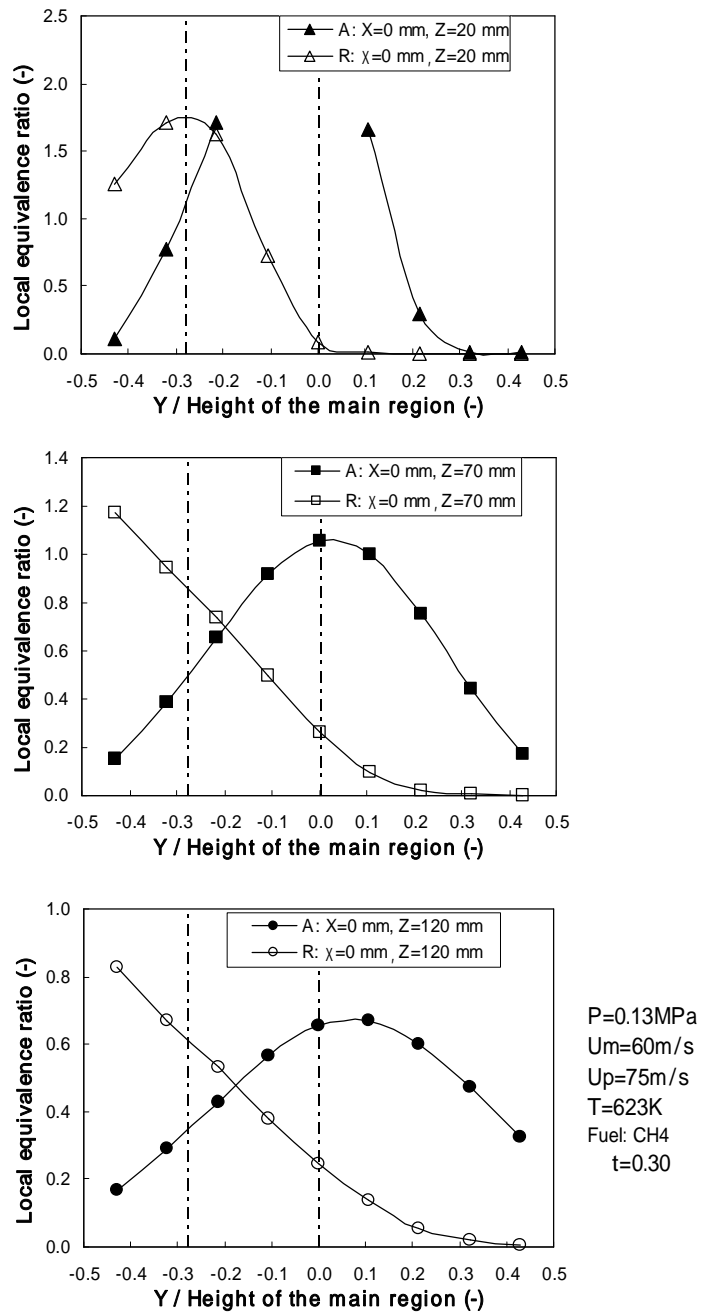 2.5
2.0
1.5
1.0
0.5
0.0
Local equivalence ratio (-)
A: X=0 mm, Z=20 mm
R: χ=0 mm , Z=20 mm
-0.5 -0.4 -0.3 -0.2 -0.1 0.0 0.1 0.2 0.3 0.4 0.5
Y / Height of the main region (-)
1.4
1.2
1.0
0.8
0.6
0.4
0.2
0.0
Local equivalence ratio (-)
A: X=0 mm, Z=70 mm
R: χ=0 mm , Z=70 mm
-0.5 -0.4 -0.3 -0.2 -0.1 0.0 0.1 0.2 0.3 0.4 0.5
Y / Height of the main region (-)
1.0
0.8
0.6
0.4
0.2
0.0
Local equivalence ratio (-)
A: X=0 mm, Z=120 mm
R: χ=0 mm , Z=120 mm
-0.5 -0.4 -0.3 -0.2 -0.1 0.0 0.1 0.2 0.3 0.4 0.5
Y / Height of the main region (-)
P=0.13MPa
Um=60m/s
Up=75m/s
T=623K
Fuel: CH4
t=0.30